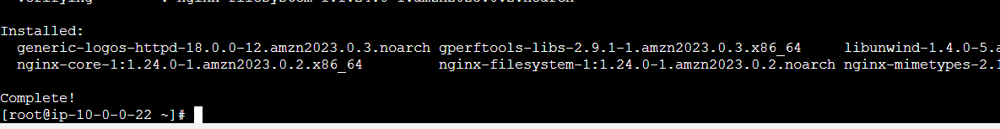 Installed:
generic-logos-httpd-18.0.0-12.amzn2023.0.3.noarch gperftools-libs-2.9.1-1.amzn2023.0.3.x86_64 libunwind-1.4.0-5.a
nginx-core-1:1.24.0-1.amzn2023.0.2.x86_64 nginx-filesystem-1:1.24.0-1.amzn2023.0.2.noarch nginx-mimetypes-2.1
Complete!
[root@ip-10-0-0-22 ~]#